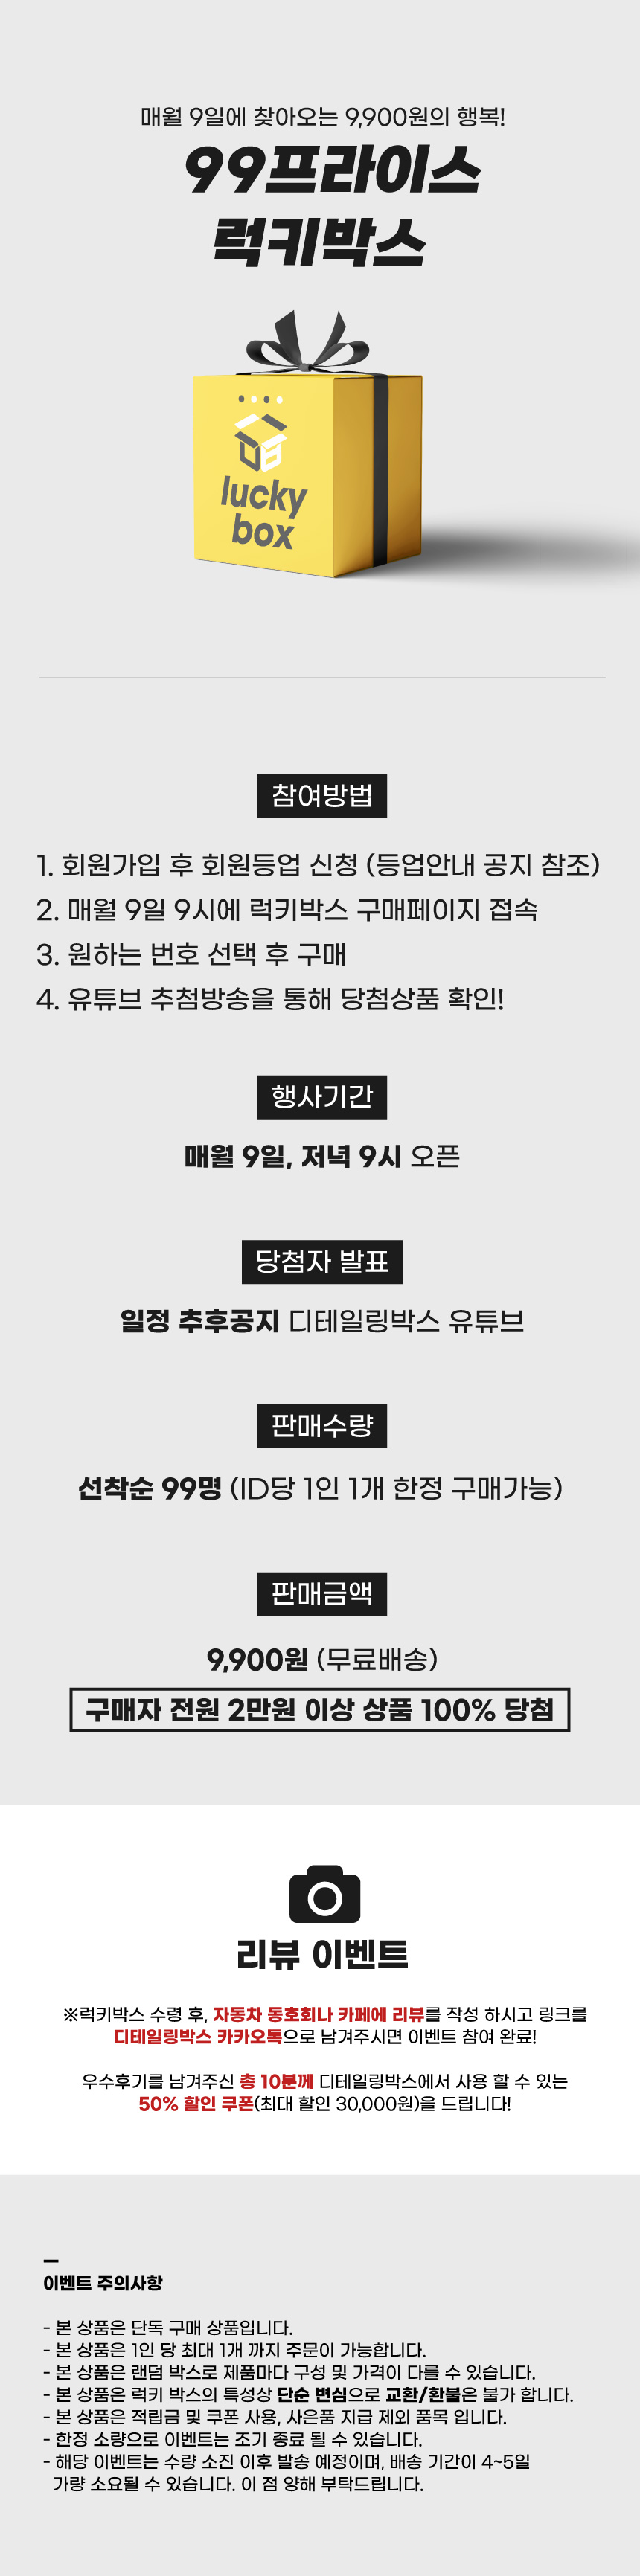 매월 9일에 찾아오는 9,900원의 행복!
99프라이스
럭키박스
lucky
box
참여방법
1. 회원가입 후 회원등업 신청 (등업안내 공지 참조)
2. 매월 9일 9시에 럭키박스 구매페이지 접속
3. 원하는 번호 선택 후 구매
4. 유튜브 추첨방송을 통해 당첨상품 확인!
행사기간
매월 9일, 저녁 9시 오픈
당첨자 발표
일정 추후공지 디테일링박스 유튜브
판매수량
선착순 99명 (ID당 1인 1개 한정 구매가능)
판매금액
9,900원 (무료배송)
구매자 전원 2만원 이상 상품 100% 당첨
리뷰 이벤트
※럭키박스 수령 후, 자동차 동호회나 카페에 리뷰를 작성 하시고 링크를
디테일링박스 카카오톡으로 남겨주시면 이벤트 참여 완료!
우수후기를 남겨주신 총 10분께 디테일링박스에서 사용 할 수 있는
50% 할인 쿠폰(최대 할인 30,000원)을 드립니다!
이벤트 주의사항
- 본 상품은 단독 구매 상품입니다.
- 본 상품은 1인 당 최대 1개 까지 주문이 가능합니다.
- 본 상품은 랜덤 박스로 제품마다 구성 및 가격이 다를 수 있습니다.
- 본 상품은 럭키 박스의 특성상 단순 변심으로 교환/환불은 불가 합니다.
- 본 상품은 적립금 및 쿠폰 사용, 사은품 지급 제외 품목 입니다.
- 한정 소량으로 이벤트는 조기 종료 될 수 있습니다.
- 해당 이벤트는 수량 소진 이후 발송 예정이며, 배송 기간이 4~5일
가량 소요될 수 있습니다. 이 점 양해 부탁드립니다.